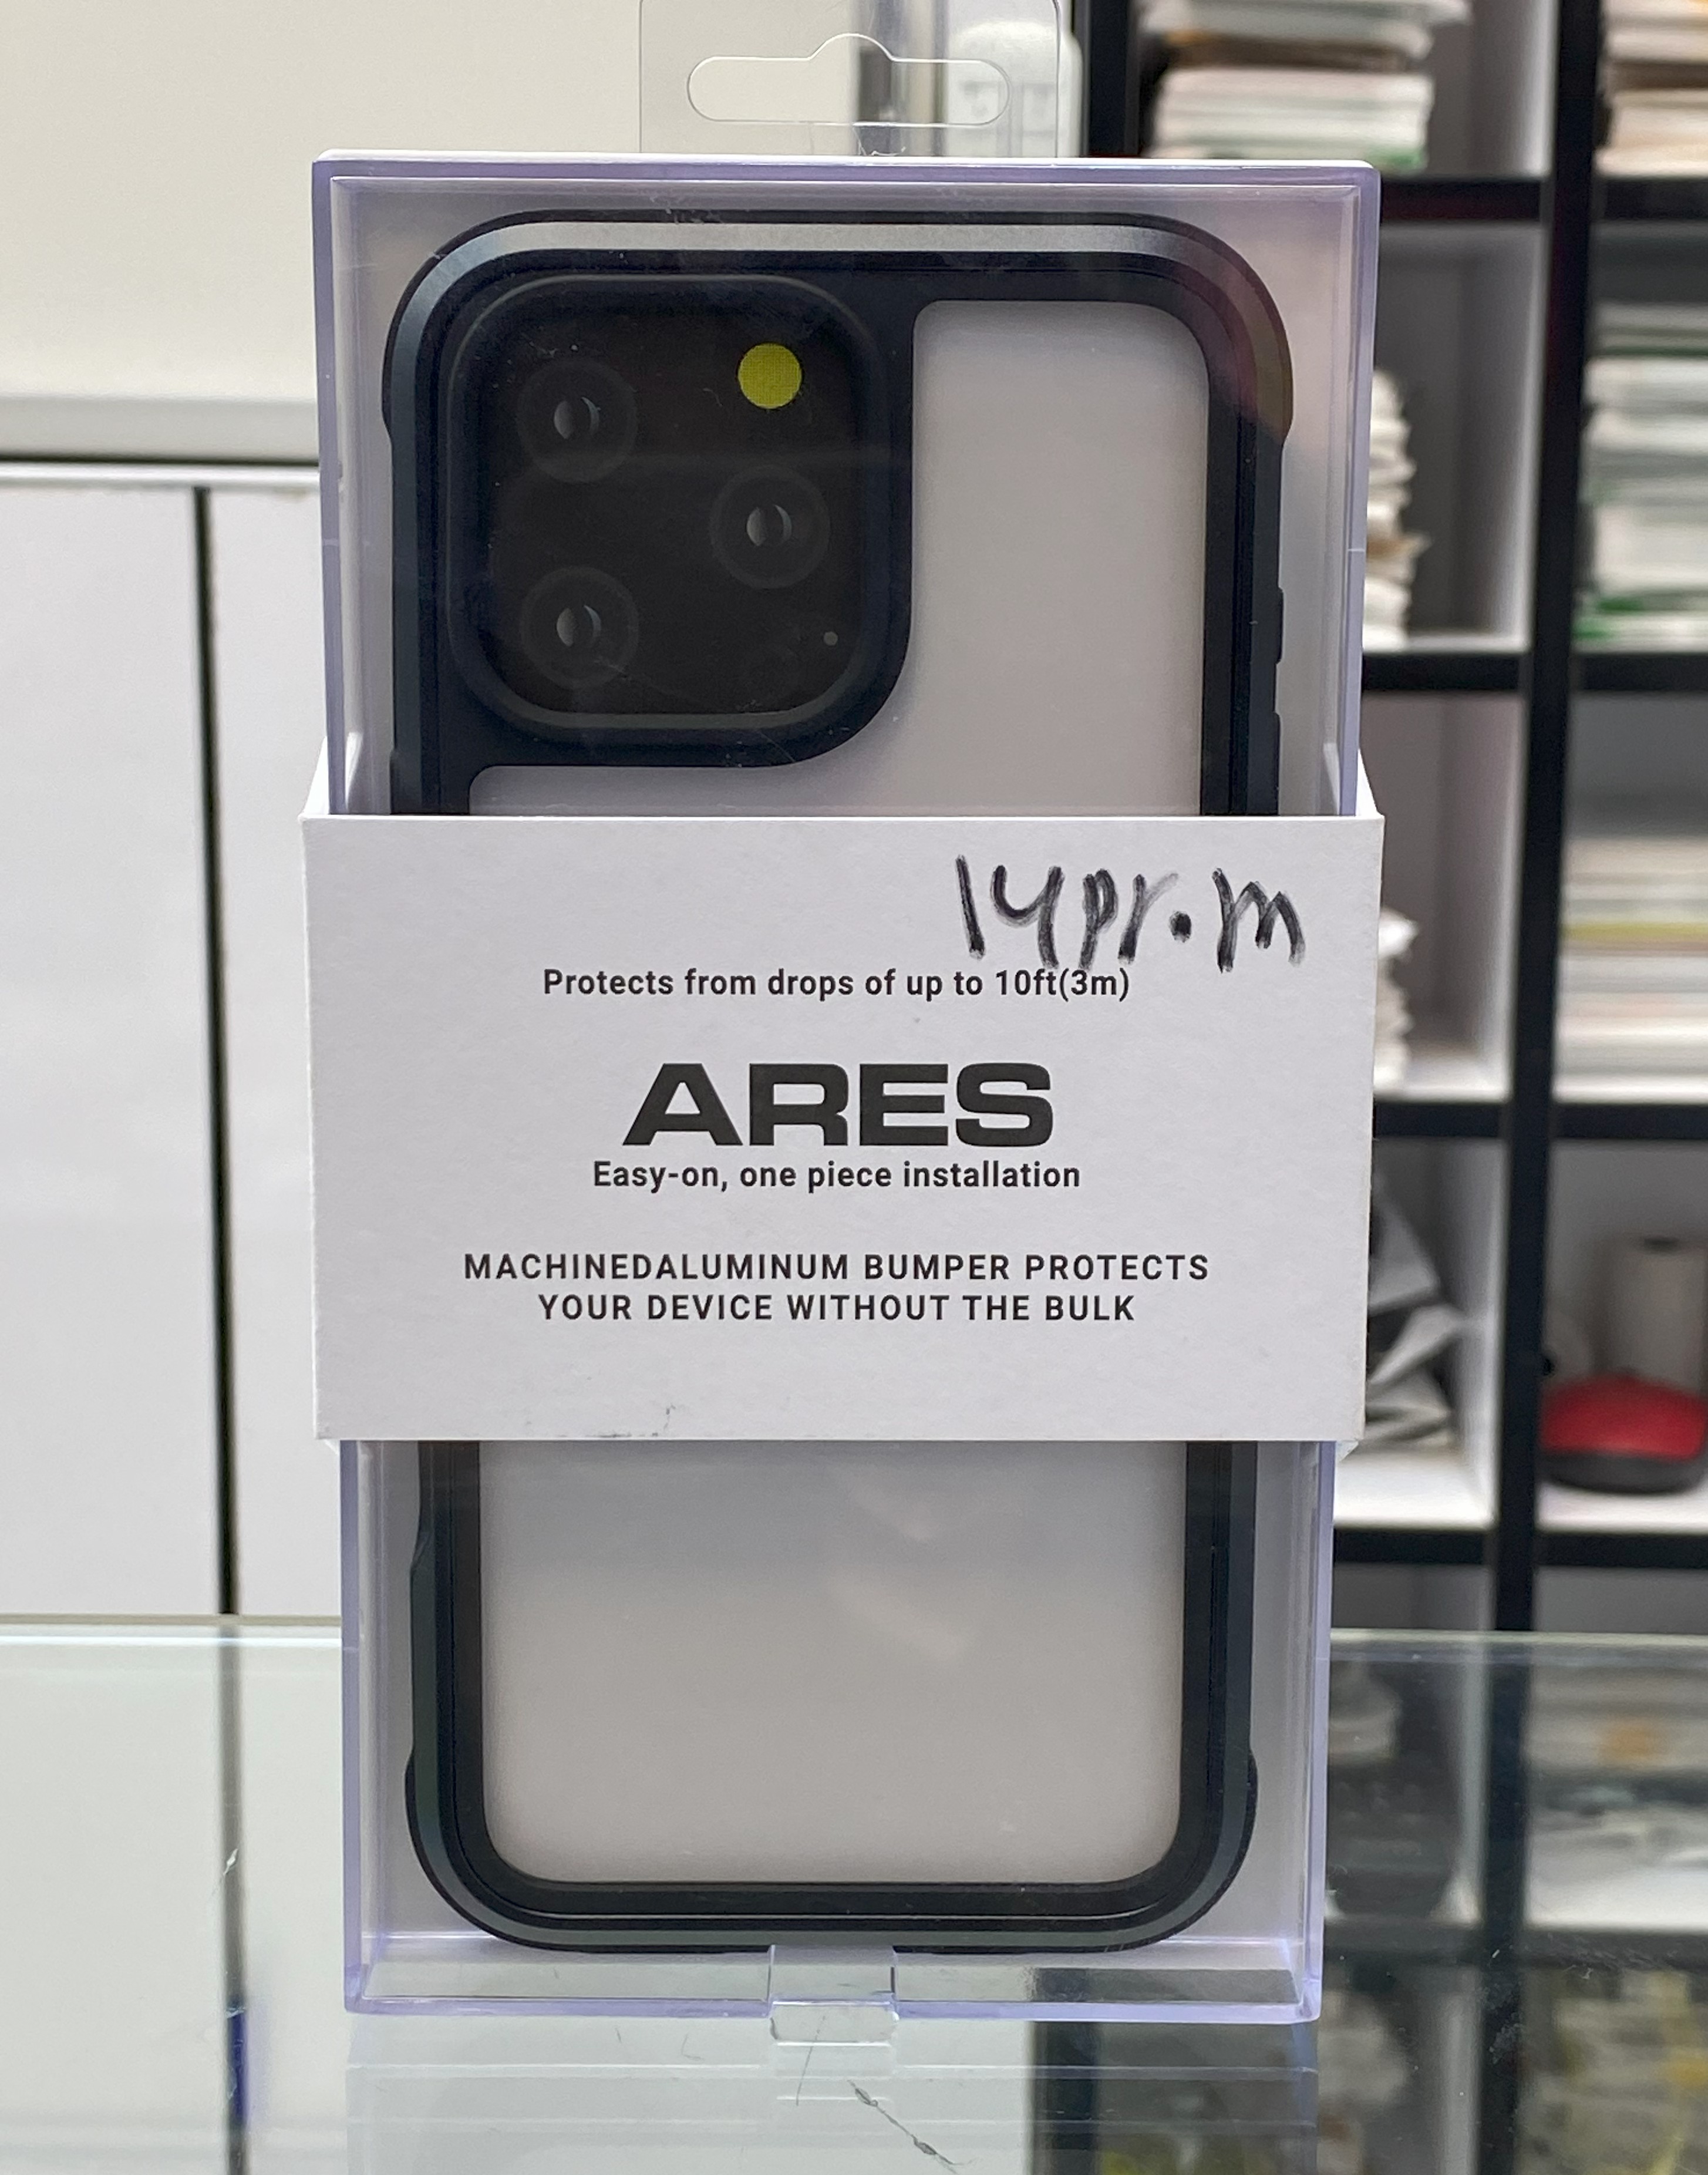 14pr.m
Protects from drops of up to 10ft(3m)
ARES
Easy-on, one piece installation
MACHINEDALUMINUM BUMPER PROTECTS
YOUR DEVICE WITHOUT THE BULK